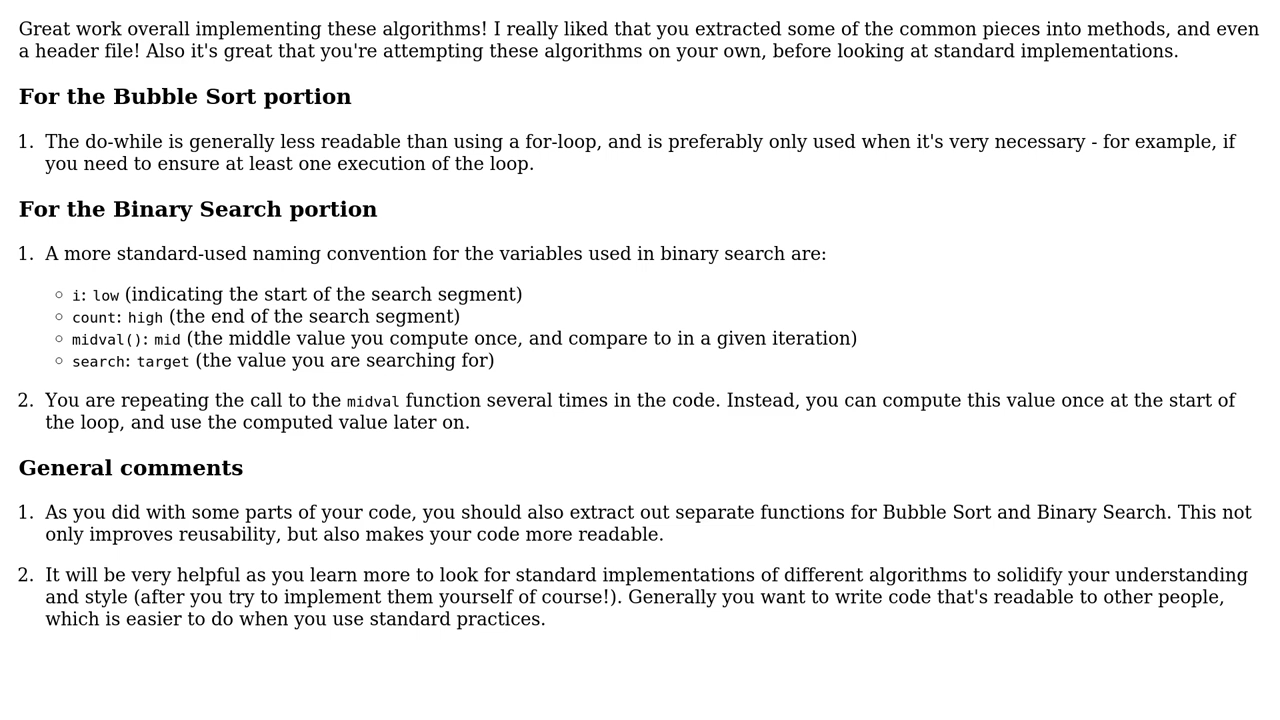 Great work overall implementing these algorithms! I really liked that you extracted some of the common pieces into methods, and even
a header file! Also it's great that you're attempting these algorithms on your own, before looking at standard implementations.
For the Bubble Sort portion
1. The do-while is generally less readable than using a for-loop, and is preferably only used when it's very necessary - for example, if
you need to ensure at least one execution of the loop.
For the Binary Search portion
1. A more standard-used naming convention for the variables used in binary search are:
◦ i: low (indicating the start of the search segment)
◦ count: high (the end of the search segment)
◦ midval(): mid (the middle value you compute once, and compare to in a given iteration)
◦ search: target (the value you are searching for)
2. You are repeating the call to the midval function several times in the code. Instead, you can compute this value once at the start of
the loop, and use the computed value later on.
General comments
1. As you did with some parts of your code, you should also extract out separate functions for Bubble Sort and Binary Search. This not
only improves reusability, but also makes your code more readable.
2. It will be very helpful as you learn more to look for standard implementations of different algorithms to solidify your understanding
and style (after you try to implement them yourself of course!). Generally you want to write code that's readable to other people,
which is easier to do when you use standard practices.